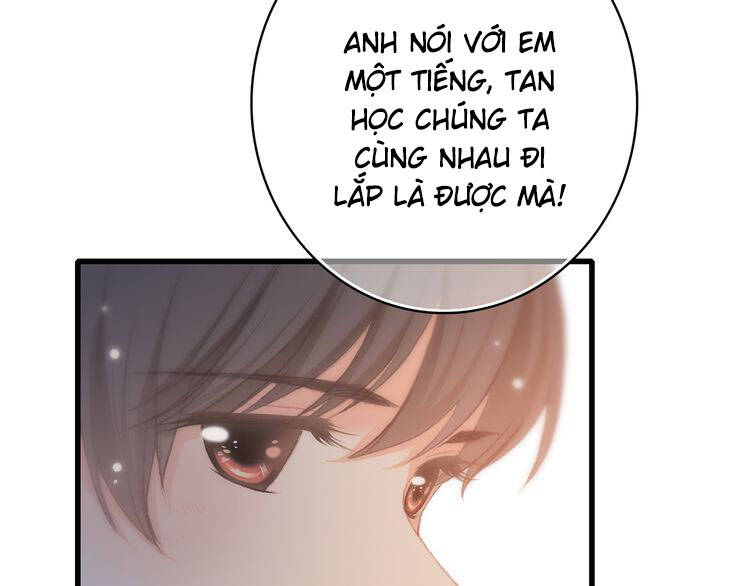 ANH NÓI VỚI EM
MỘT TIẾNG, TAN
HỌC CHÚNG TA
CÙNG NHAU ĐI
LẮP LÀ ĐƯỢC MÀ!